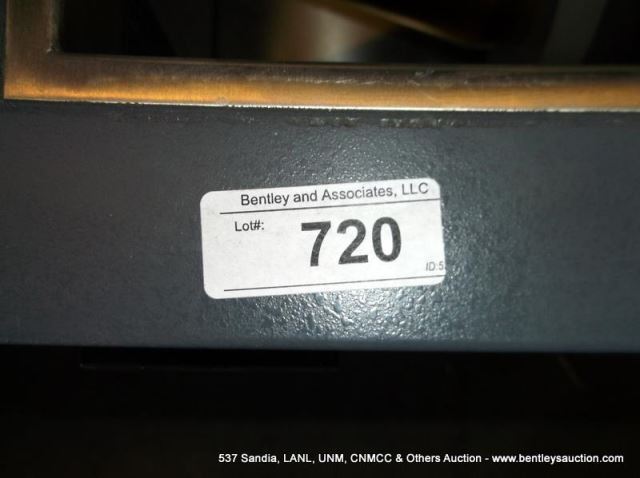 Bentley and Associates, LLC
Lot#:
720
ID:5
537 Sandia, LANL, UNM, CNMCC & Others Auction - www.bentleysauction.com